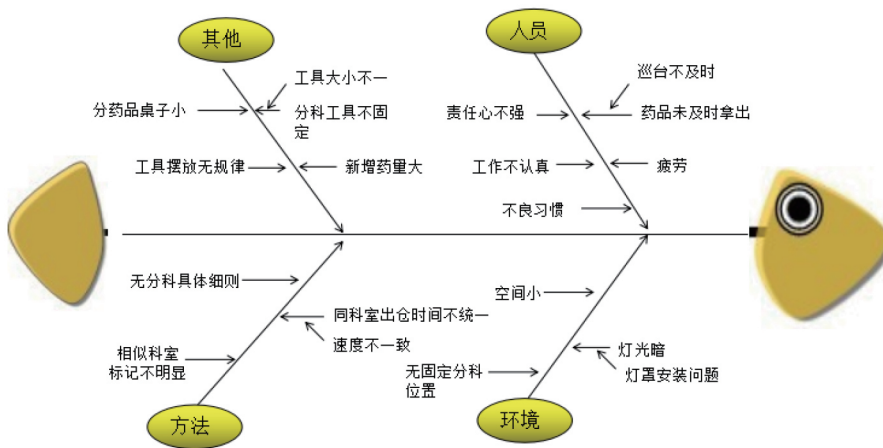 其他
人员
工具大小不一
巡台不及时
分药品桌子小
分科工具不固
定
责任心不强
药品未及时拿出
工具摆放无规律
新增药量大
工作不认真
疲劳
不良习惯
无分科具体细则
空间小
同科室出仓时间不统一
速度不一致
相似科室
标记不明显
灯光暗
灯罩安装问题
无固定分科
位置
方法
环境